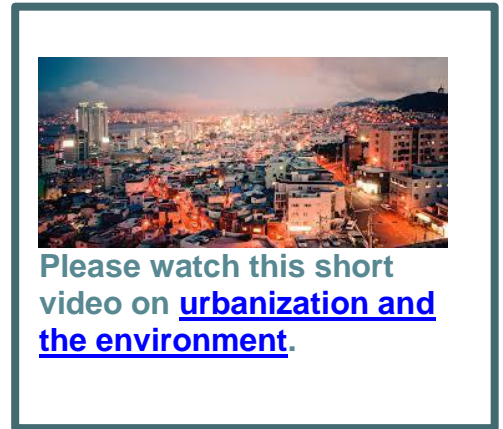 Please watch this short
video on urbanization and
the environment.